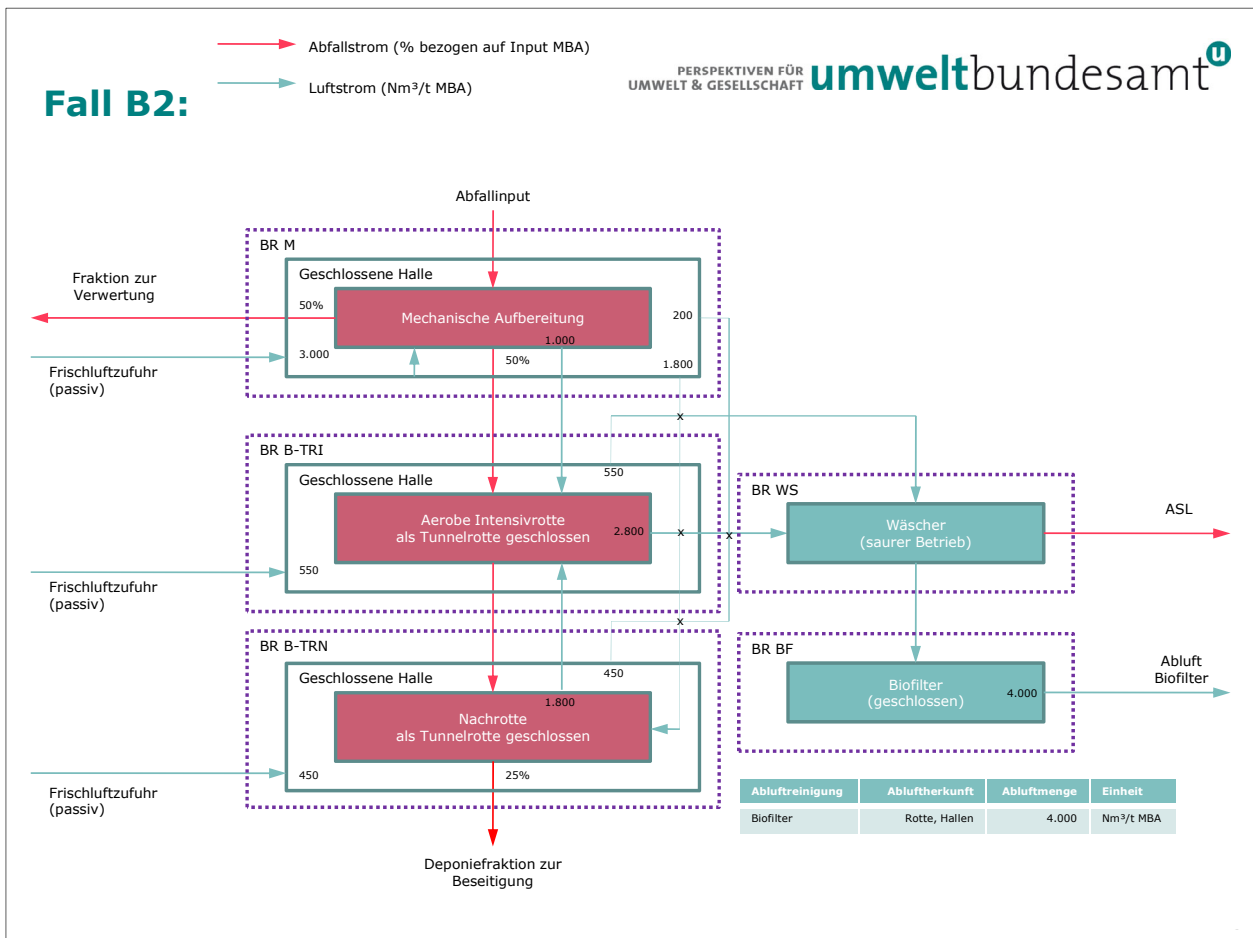 Abfallstrom (% bezogen auf Input MBA)
Luftstrom (Nm³/t MBA)
PERSPEKTIVEN FÜR
UMWELT & GESELLSCHAFT
umweltbundesamt
u
Fall B2:
Abfallinput
BR M
Geschlossene Halle
Fraktion zur
Verwertung
50%
Mechanische Aufbereitung
200
1.000
3.000
50%
1.800
Frischluftzufuhr
(passiv)
x
BR B-TRI
Geschlossene Halle
550
Aerobe Intensivrotte
als Tunnelrotte geschlossen
2.800
x
x
550
Frischluftzufuhr
(passiv)
BR WS
Wäscher
(saurer Betrieb)
ASL
x
BR B-TRN
Geschlossene Halle
450
1.800
Nachrotte
als Tunnelrotte geschlossen
450
25%
Frischluftzufuhr
(passiv)
BR BF
Biofilter
(geschlossen)
4.000
Abluft
Biofilter
Deponiefraktion zur
Beseitigung
Abluftreinigung Abluftherkunft Abluftmenge Einheit
Biofilter Rotte, Hallen 4.000 Nm³/t MBA